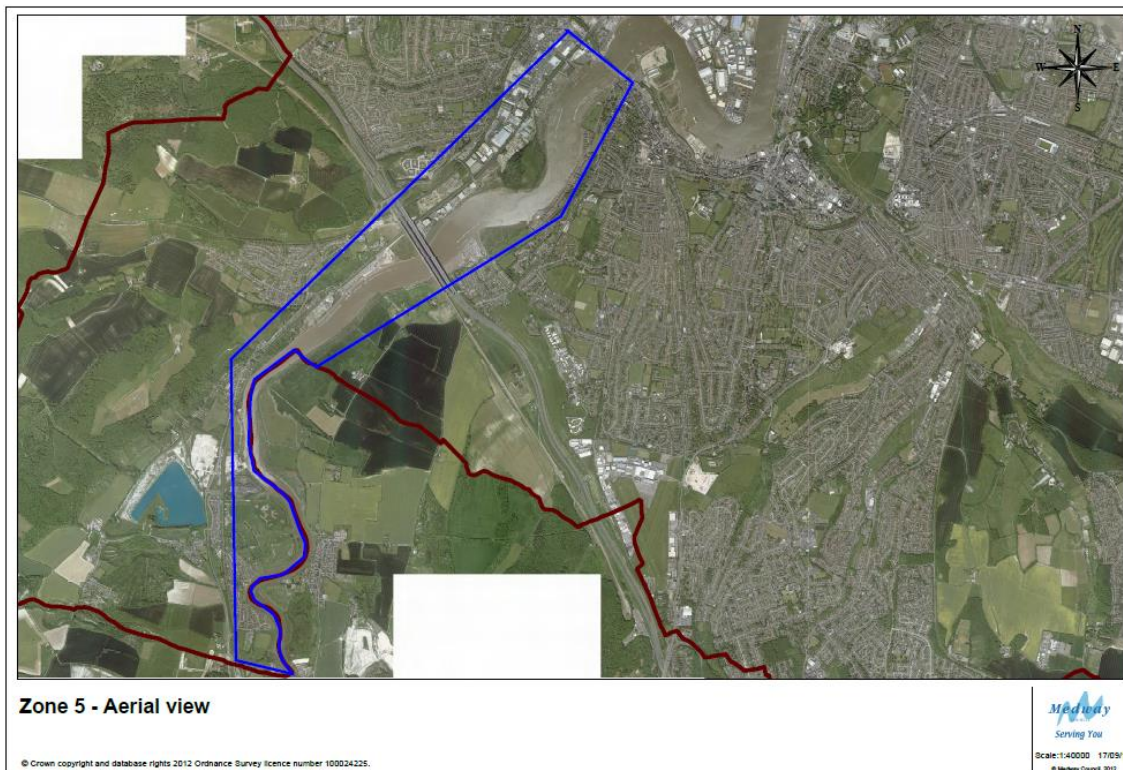 N
W E
S
Zone 5 - Aerial view
Medway
Serving You
Scale:1:40000 17/09/
© Crown copyright and database rights 2012 Ordnance Survey licence number 100024225.
© Medway Council, 2012